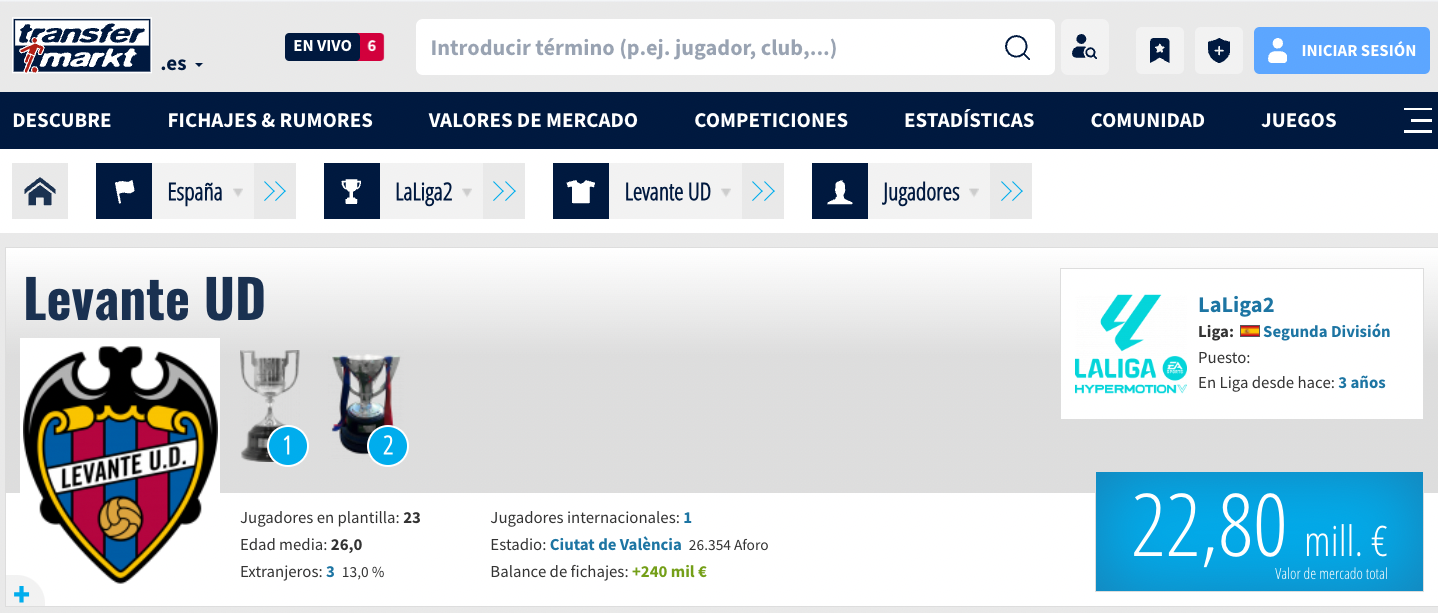 transfer
markt
.es
EN VIVO 6
Introducir término (p.ej. jugador, club,...)
INICIAR SESIÓN
DESCUBRE FICHAJES & RUMORES VALORES DE MERCADO COMPETICIONES ESTADÍSTICAS COMUNIDAD JUEGOS
España LaLiga2 Levante UD Jugadores
Levante UD
LEVANTE U.D.
1
2
LALIGA
EA SPORTS
HYPERMOTION
LaLiga2
Liga: Segunda División
Puesto:
En Liga desde hace: 3 años
Jugadores en plantilla: 23
Edad media: 26,0
Extranjeros: 3 13,0 %
Jugadores internacionales: 1
Estadio: Ciutat de València 26.354 Aforo
Balance de fichajes: +240 mil €
22,80 mill. €
Valor de mercado total